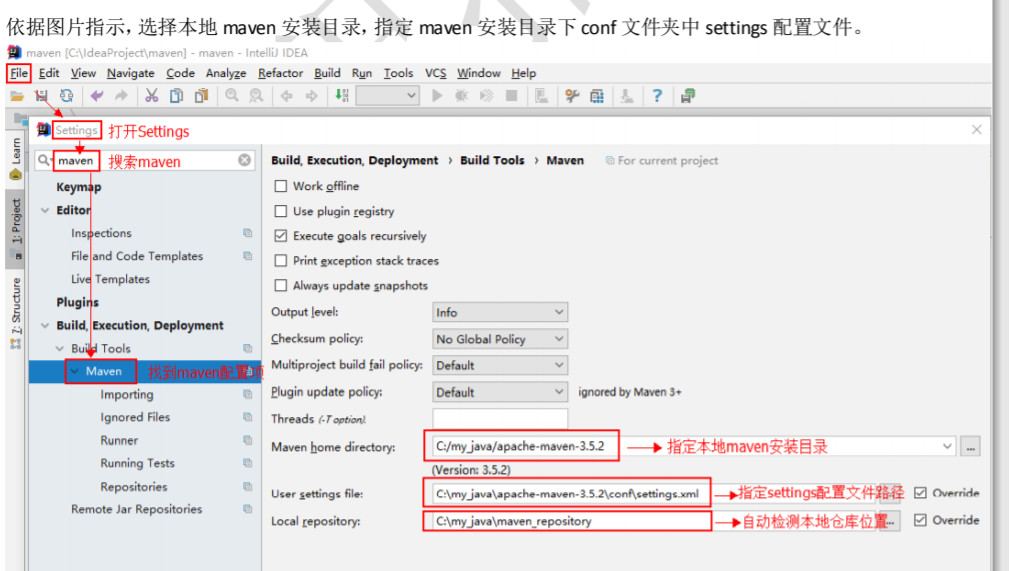 依据图片指示，选择本地 maven 安装目录，指定 maven 安装目录下 conf 文件夹中 settings 配置文件。
maven [C:\IdeaProject\maven] - maven - IntelliJ IDEA
File Edit View Navigate Code Analyze Refactor Build Run Tools VCS Window Help
Settings 打开Settings
maven 搜索maven
Keymap
Editor
Inspections
File and Code Templates
Live Templates
Plugins
Build, Execution, Deployment
Build Tools
Maven 找到maven配置项
Importing
Ignored Files
Runner
Running Tests
Repositories
Remote Jar Repositories
Learn
1: Project
7: Structure
Build, Execution, Deployment › Build Tools › Maven For current project
Work offline
Use plugin registry
Execute goals recursively
Print exception stack traces
Always update snapshots
Output level: Info
Checksum policy: No Global Policy
Multiproject build fail policy: Default
Plugin update policy: Default ignored by Maven 3+
Threads (-T option):
Maven home directory: C:/my_java/apache-maven-3.5.2 指定本地maven安装目录 ...
(Version: 3.5.2)
User settings file: C:\my_java\apache-maven-3.5.2\conf\settings.xml 指定settings配置文件路径 Override
Local repository: C:\my_java\maven_repository 自动检测本地仓库位置 ... Override